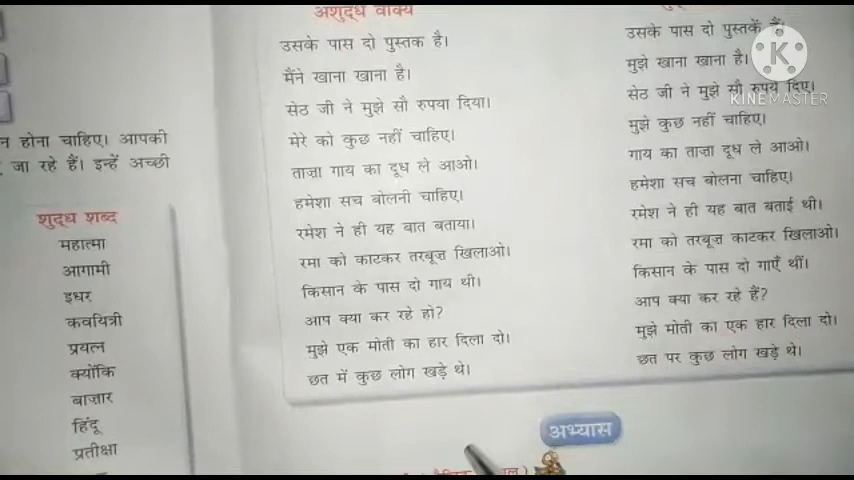 न होना चाहिए। आपकी
जा रहे हैं। इन्हें अच्छी
शुद्ध शब्द
महात्मा
आगामी
इधर
कवयित्री
प्रयत्न
क्योंकि
बाज़ार
हिंदू
प्रतीक्षा
अशुद्ध वाक्य
उसके पास दो पुस्तक है।
मैंने खाना खाना है।
सेठ जी ने मुझे सौ रुपया दिया।
मेरे को कुछ नहीं चाहिए।
ताज़ा गाय का दूध ले आओ।
हमेशा सच बोलनी चाहिए।
रमेश ने ही यह बात बताया।
रमा को काटकर तरबूज़ खिलाओ।
किसान के पास दो गाय थी।
आप क्या कर रहे हो?
मुझे एक मोती का हार दिला दो।
छत में कुछ लोग खड़े थे।
उसके पास दो पुस्तकें हैं।
मुझे खाना खाना है।
सेठ जी ने मुझे सौ रुपये दिए।
मुझे कुछ नहीं चाहिए।
गाय का ताज़ा दूध ले आओ।
हमेशा सच बोलना चाहिए।
रमेश ने ही यह बात बताई थी।
रमा को तरबूज़ काटकर खिलाओ।
किसान के पास दो गाएँ थीं।
आप क्या कर रहे हैं?
मुझे मोती का एक हार दिला दो।
छत पर कुछ लोग खड़े थे।
अभ्यास
K
KINEMASTER